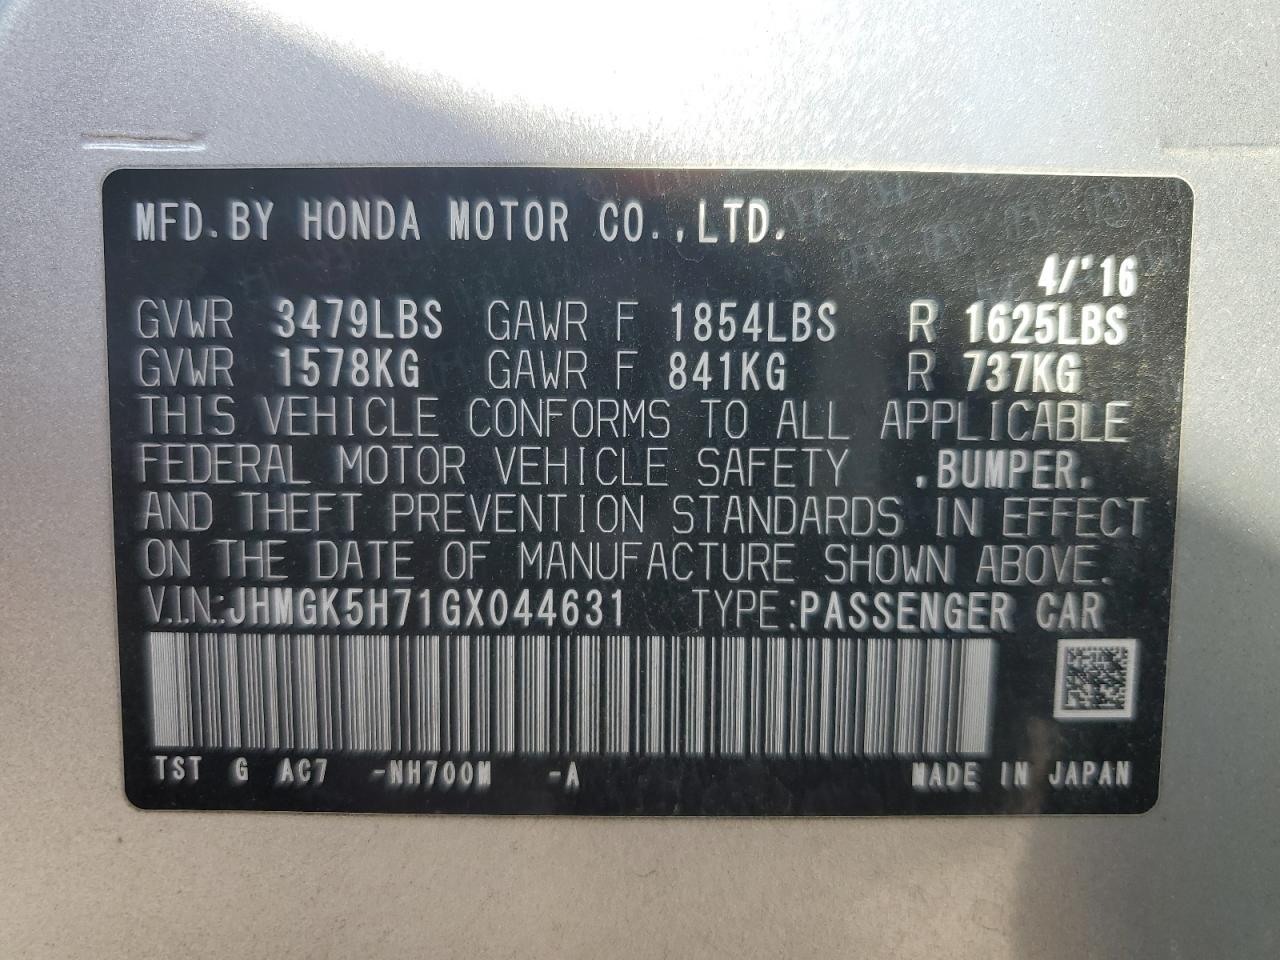 MFD. BY HONDA MOTOR CO., LTD.
4/'16
GVWR 3479LBS GAWR F 1854LBS R 1625LBS
GVWR 1578KG GAWR F 841KG R 737KG
THIS VEHICLE CONFORMS TO ALL APPLICABLE
FEDERAL MOTOR VEHICLE SAFETY ,BUMPER,
AND THEFT PREVENTION STANDARDS IN EFFECT
ON THE DATE OF MANUFACTURE SHOWN ABOVE.
V.I.N.:JHMGK5H71GX044631 TYPE:PASSENGER CAR
TST G AC7 -NH700M -A MADE IN JAPAN